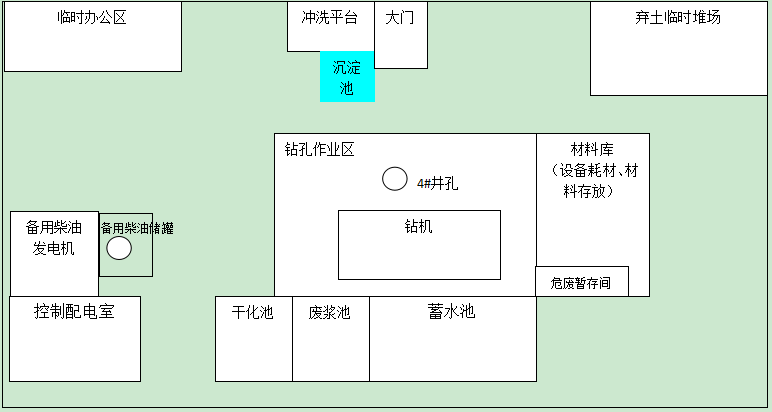 临时办公区
冲洗平台
大门
弃土临时堆场
沉淀
池
钻孔作业区
材料库
（设备耗材、材
料存放）
4#井孔
钻机
备用柴油
发电机
备用柴油储罐
危废暂存间
控制配电室
干化池
废浆池
蓄水池